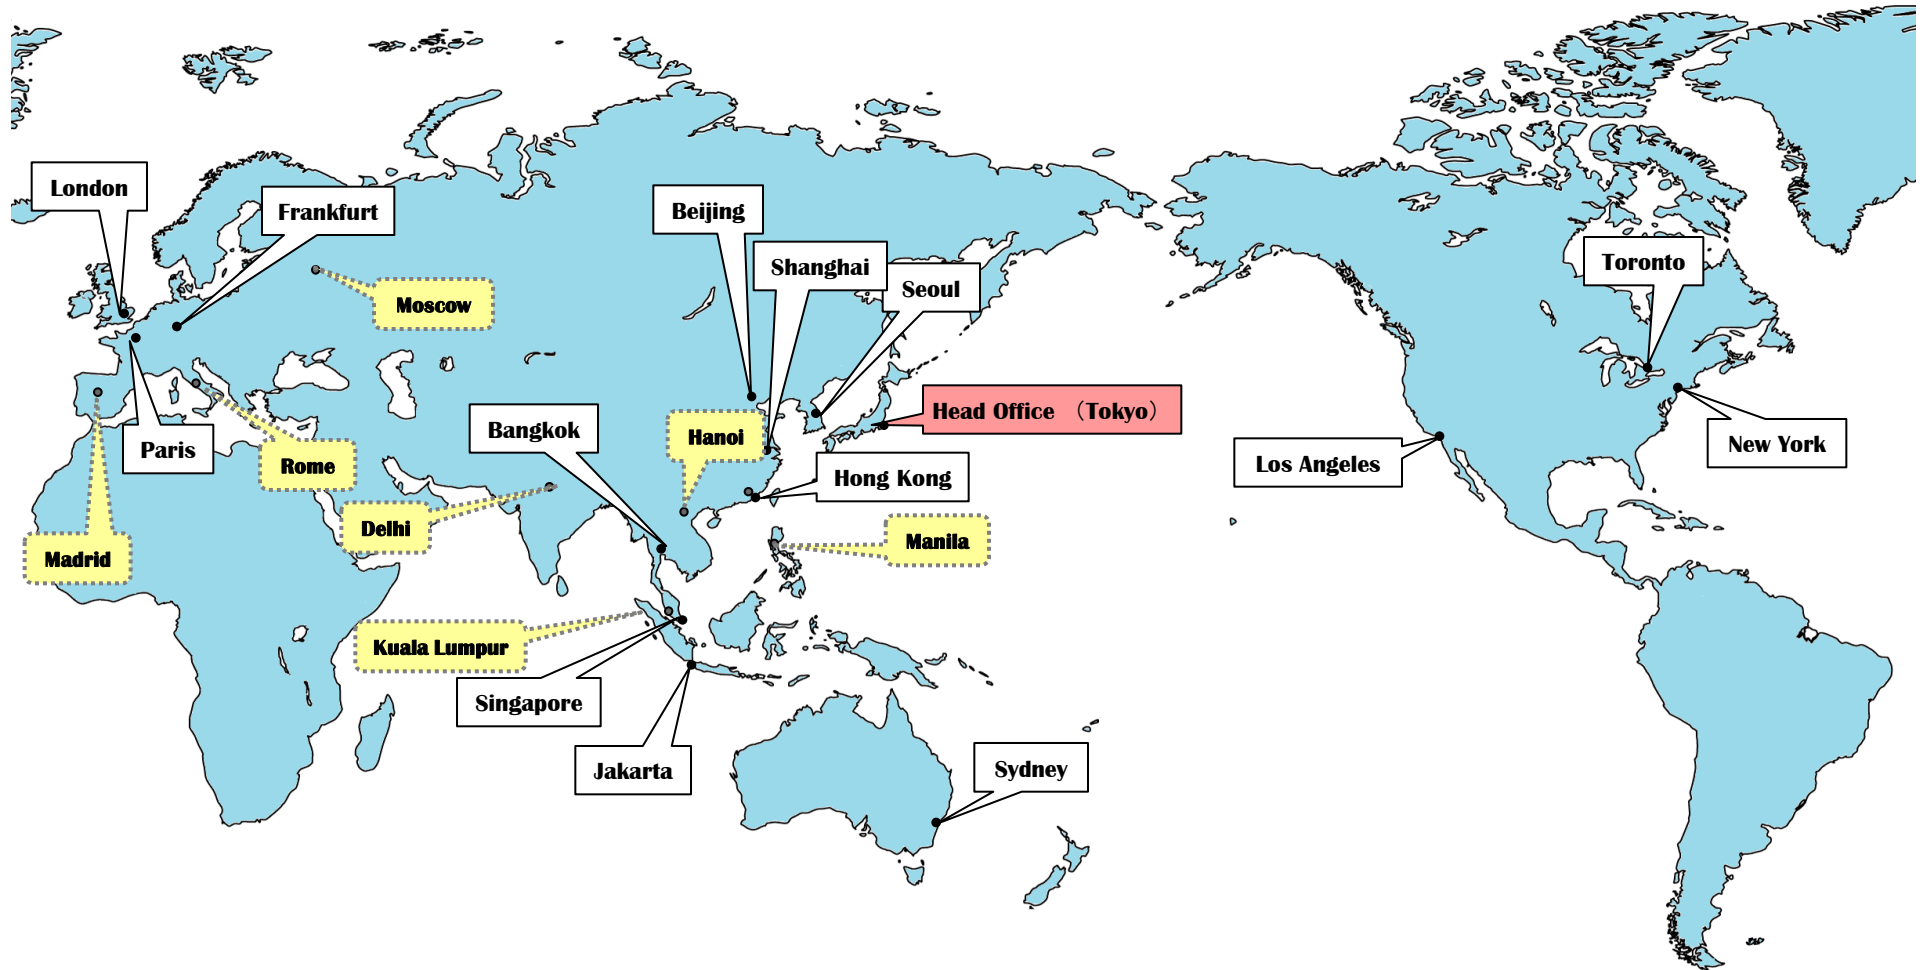 London
Frankfurt
Beijing
Shanghai
Seoul
Toronto
Moscow
Head Office （Tokyo）
Bangkok
Hanoi
Paris
Rome
Hong Kong
Los Angeles
New York
Delhi
Manila
Madrid
Kuala Lumpur
Singapore
Jakarta
Sydney